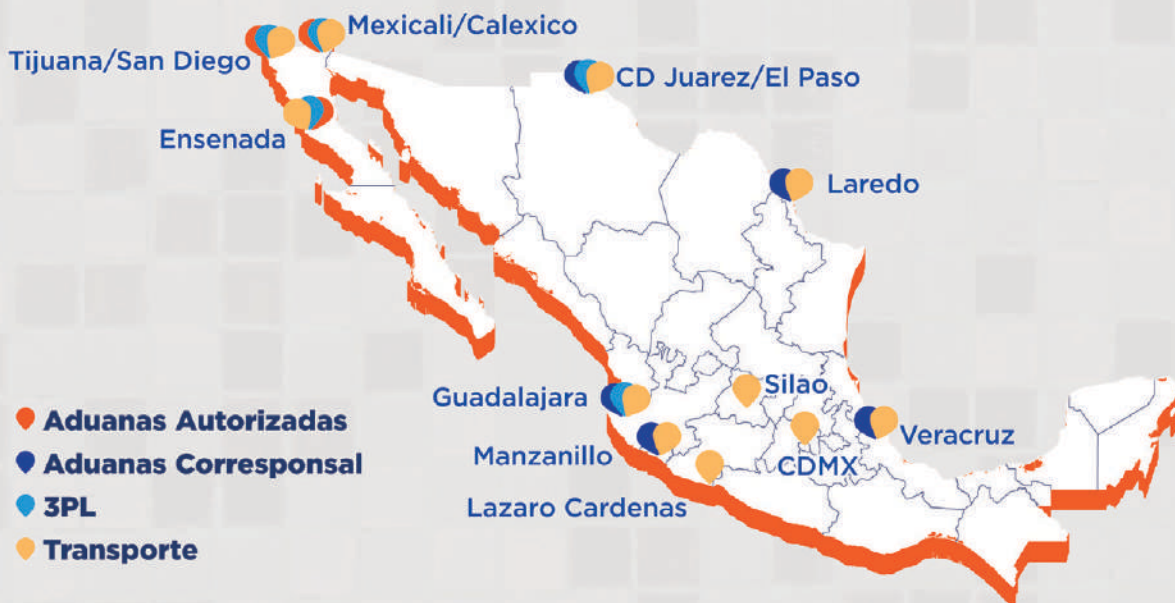 Mexicali/Calexico
Tijuana/San Diego
CD Juarez/El Paso
Ensenada
Laredo
Silao
Guadalajara
Veracruz
Manzanillo
CDMX
Lazaro Cardenas
Aduanas Autorizadas
Aduanas Corresponsal
3PL
Transporte